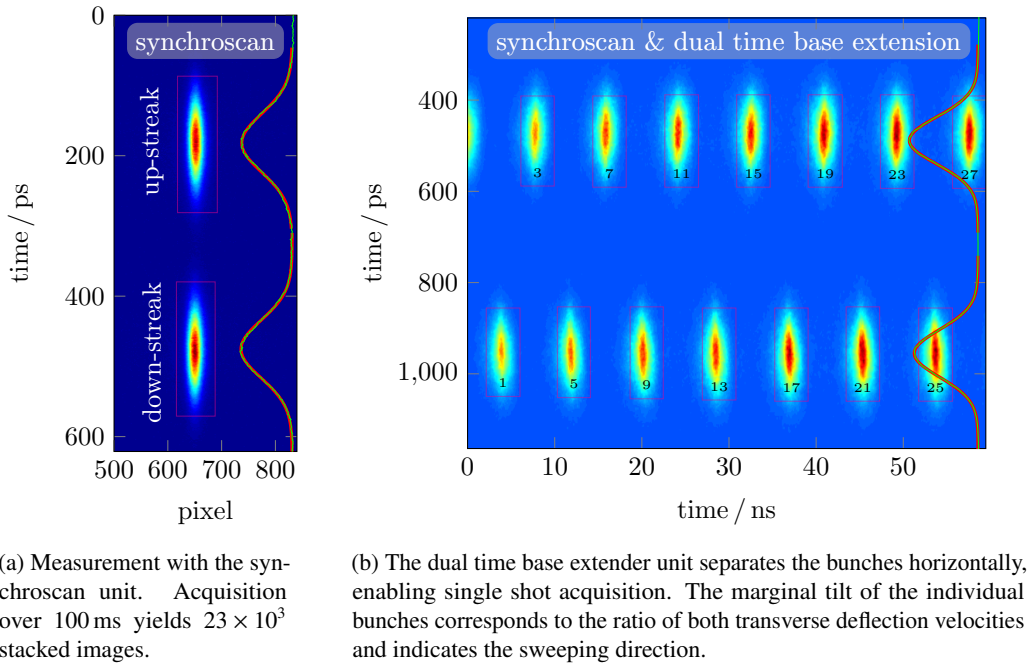 synchroscan
0
200
400
600
time / ps
up-streak
down-streak
500 600 700 800
pixel
synchroscan & dual time base extension
400
600
800
1,000
time / ps
3 7 11 15 19 23 27
1 5 9 13 17 21 25
0 10 20 30 40 50
time / ns
(a) Measurement with the syn-
chroscan unit. Acquisition
over 100 ms yields 23 × 10³
stacked images.
(b) The dual time base extender unit separates the bunches horizontally,
enabling single shot acquisition. The marginal tilt of the individual
bunches corresponds to the ratio of both transverse deflection velocities
and indicates the sweeping direction.